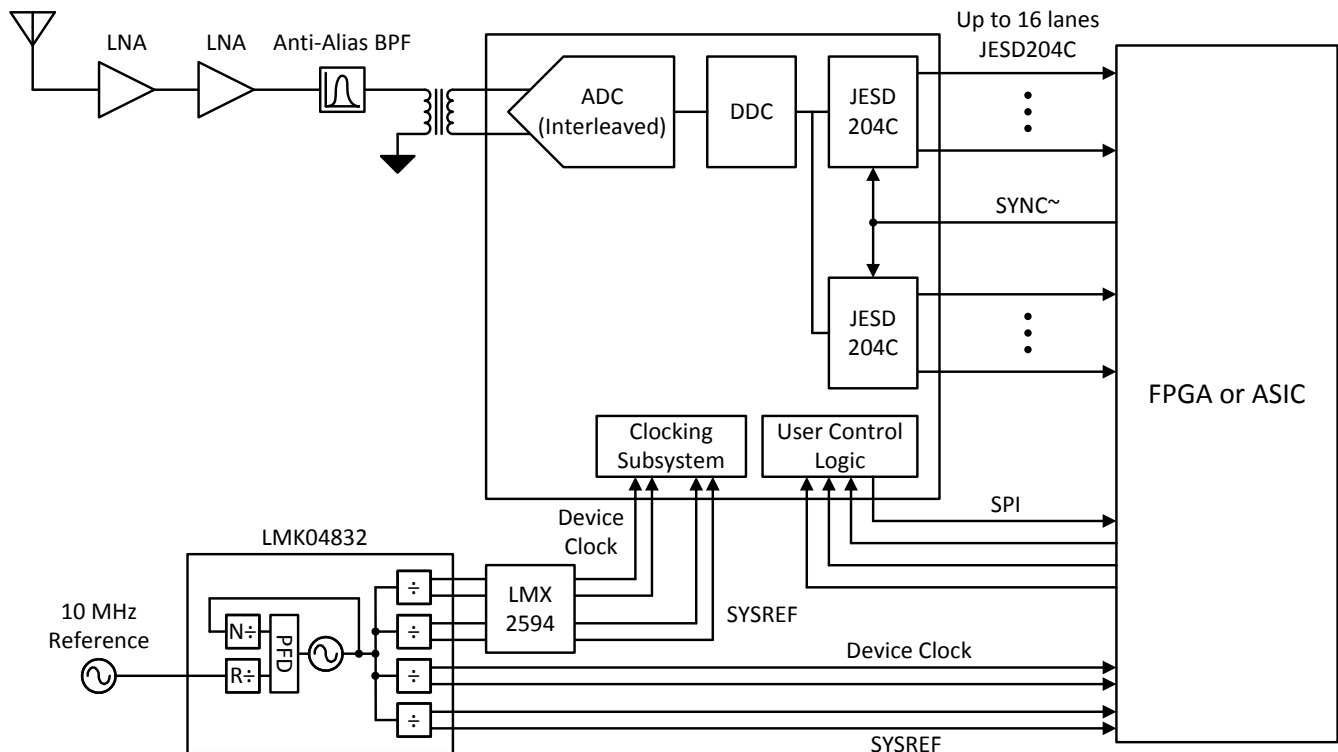 Up to 16 lanes
JESD204C
LNA
LNA
Anti-Alias BPF
ADC
(Interleaved)
DDC
JESD
204C
SYNC~
JESD
204C
FPGA or ASIC
Clocking
Subsystem
User Control
Logic
SPI
Device
Clock
LMK04832
LMX
2594
SYSREF
10 MHz
Reference
N÷
R÷
PFD
÷
÷
÷
÷
Device Clock
SYSREF